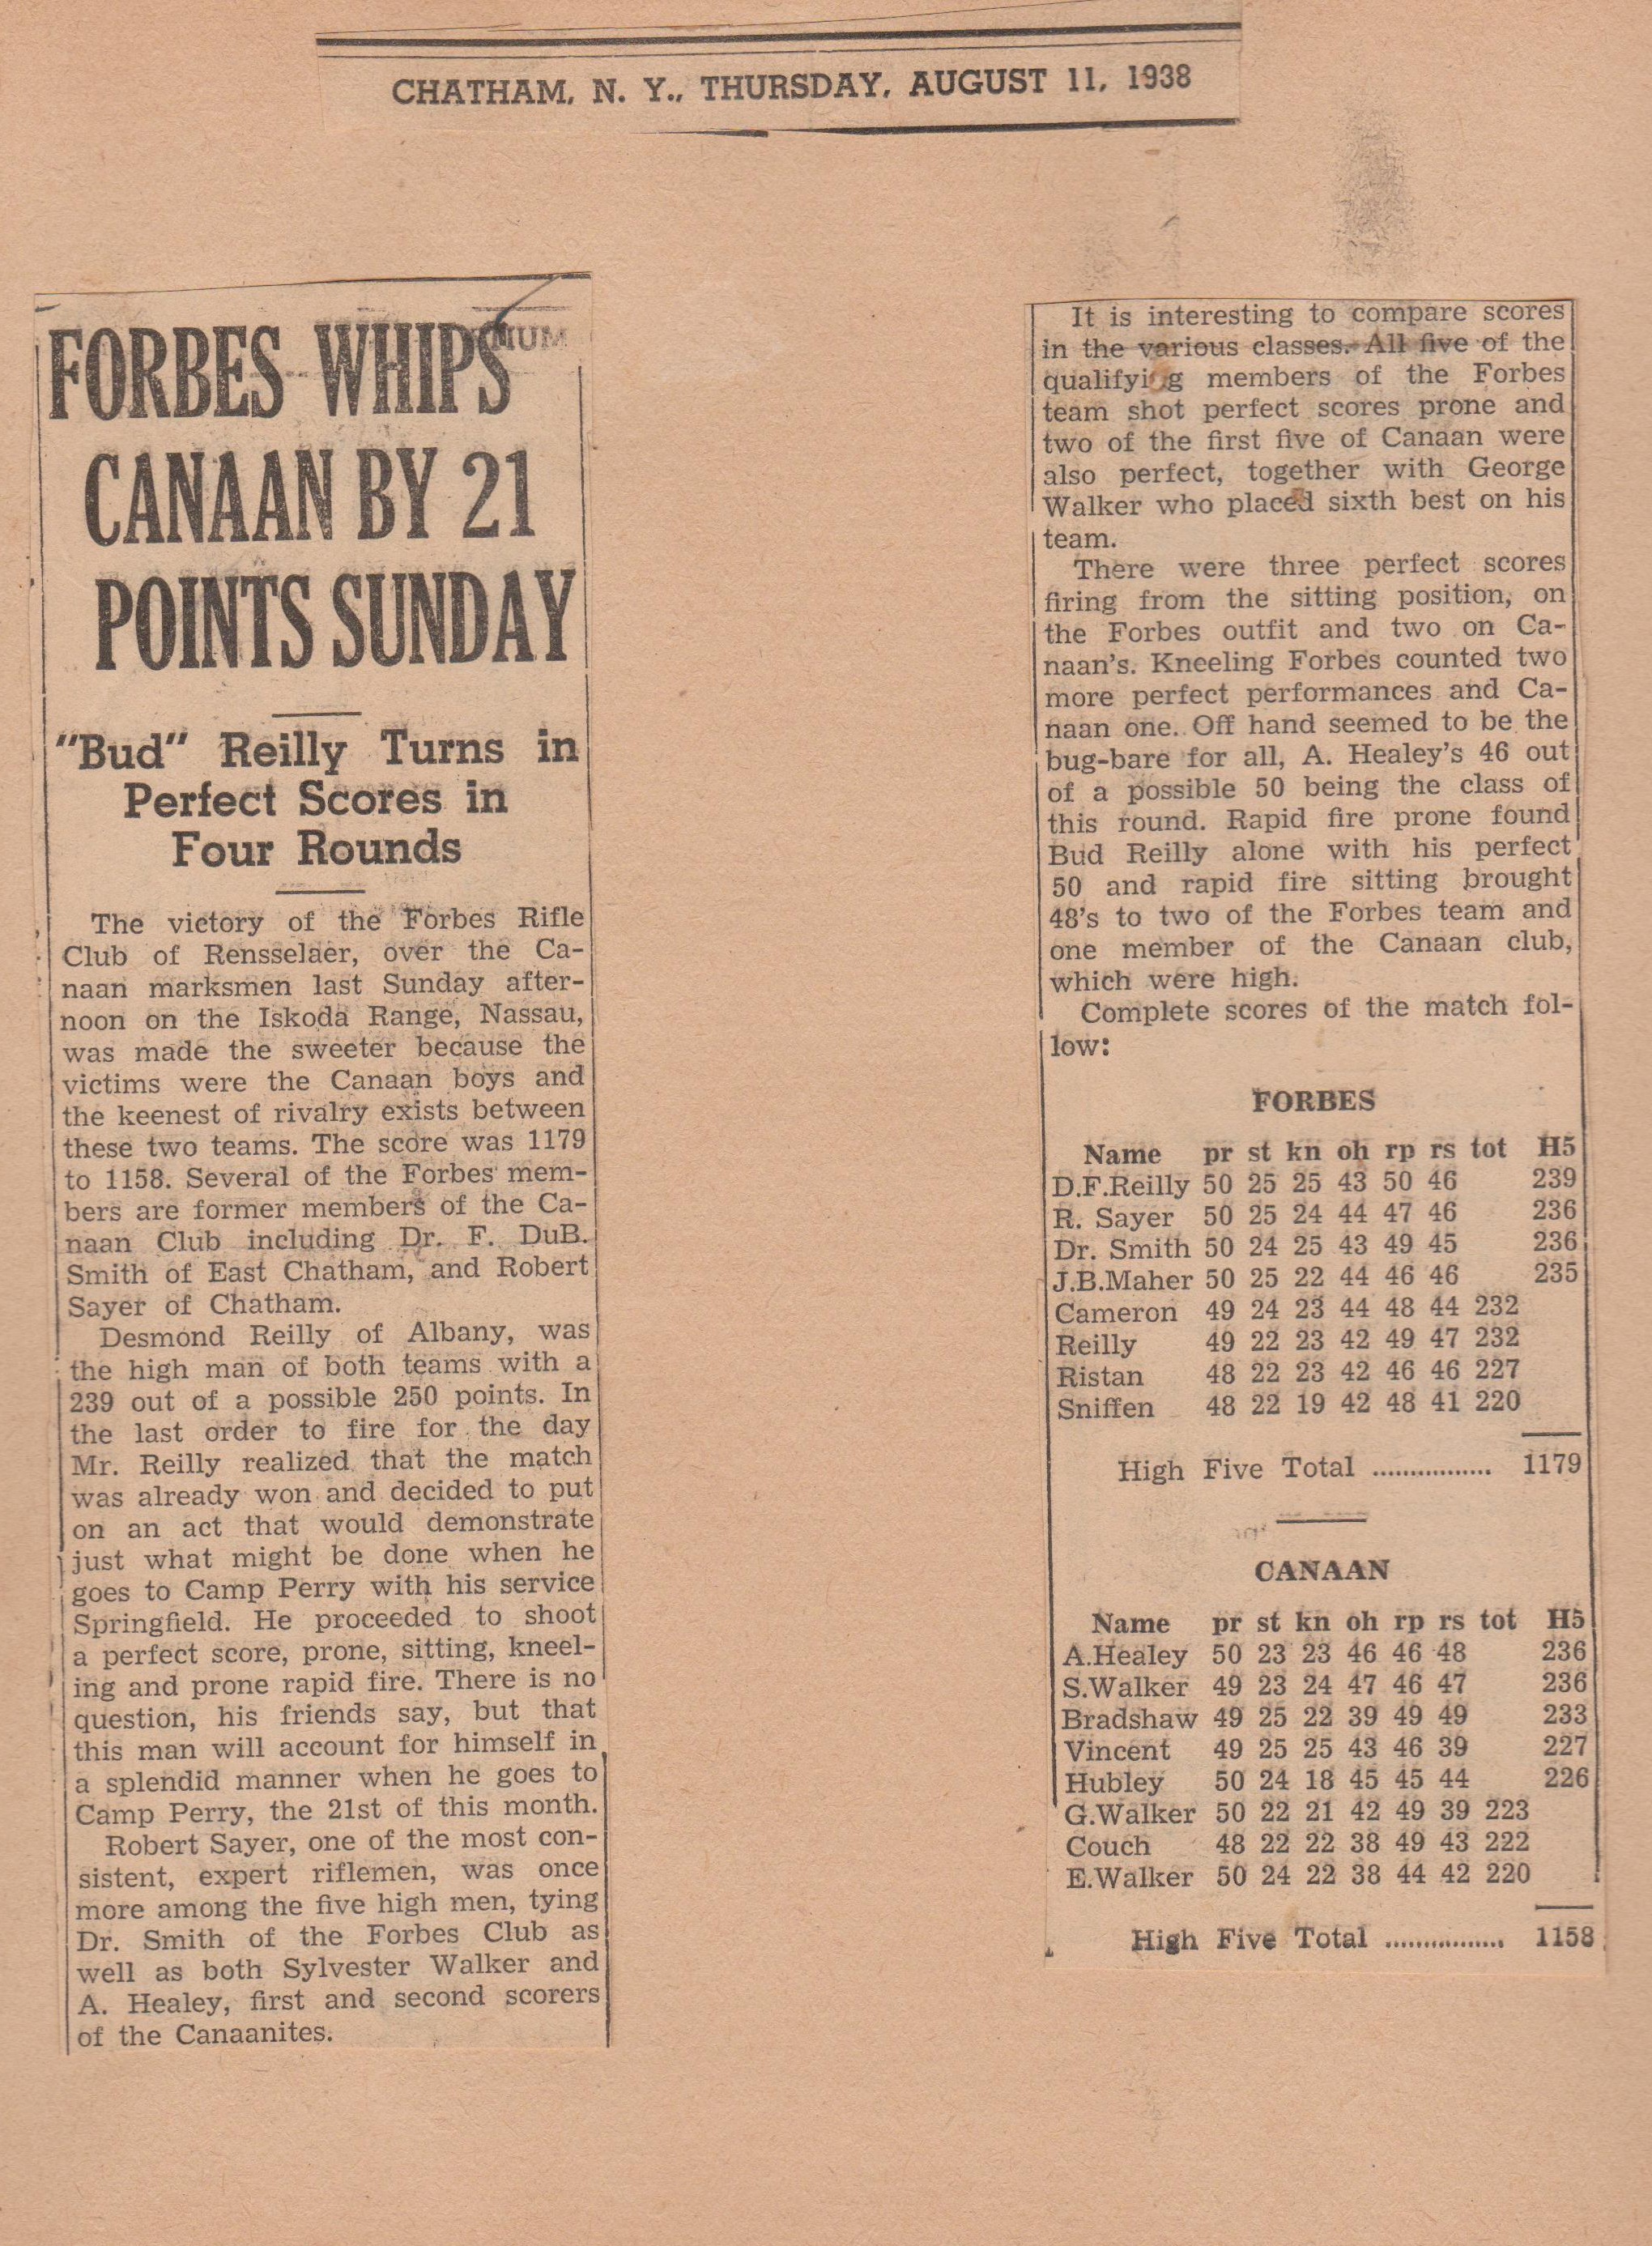 CHATHAM, N. Y., THURSDAY, AUGUST 11, 1938
FORBES WHIPS
CANAAN BY 21
POINTS SUNDAY
"Bud" Reilly Turns in
Perfect Scores in
Four Rounds
The victory of the Forbes Rifle
Club of Rensselaer, over the Ca-
naan marksmen last Sunday after-
noon on the Iskoda Range, Nassau,
was made the sweeter because the
victims were the Canaan boys and
the keenest of rivalry exists between
these two teams. The score was 1179
to 1158. Several of the Forbes mem-
bers are former members of the Ca-
naan Club including Dr. F. DuB.
Smith of East Chatham, and Robert
Sayer of Chatham.
Desmond Reilly of Albany, was
the high man of both teams with a
239 out of a possible 250 points. In
the last order to fire for the day
Mr. Reilly realized that the match
was already won and decided to put
on an act that would demonstrate
just what might be done when he
goes to Camp Perry with his service
Springfield. He proceeded to shoot
a perfect score, prone, sitting, kneel-
ing and prone rapid fire. There is no
question, his friends say, but that
this man will account for himself in
a splendid manner when he goes to
Camp Perry, the 21st of this month.
Robert Sayer, one of the most con-
sistent, expert riflemen, was once
more among the five high men, tying
Dr. Smith of the Forbes Club as
well as both Sylvester Walker and
A. Healey, first and second scorers
of the Canaanites.
It is interesting to compare scores
in the various classes. All five of the
qualifying members of the Forbes
team shot perfect scores prone and
two of the first five of Canaan were
also perfect, together with George
Walker who placed sixth best on his
team.
There were three perfect scores
firing from the sitting position, on
the Forbes outfit and two on Ca-
naan's. Kneeling Forbes counted two
more perfect performances and Ca-
naan one. Off hand seemed to be the
bug-bare for all, A. Healey's 46 out
of a possible 50 being the class of
this round. Rapid fire prone found
Bud Reilly alone with his perfect
50 and rapid fire sitting brought
48's to two of the Forbes team and
one member of the Canaan club,
which were high.
Complete scores of the match fol-
low:
FORBES
Name pr st kn oh rp rs tot H5
D.F.Reilly 50 25 25 43 50 46 239
R. Sayer 50 25 24 44 47 46 236
Dr. Smith 50 24 25 43 49 45 236
J.B.Maher 50 25 22 44 46 46 235
Cameron 49 24 23 44 48 44 232
Reilly 49 22 23 42 49 47 232
Ristan 48 22 23 42 46 46 227
Sniffen 48 22 19 42 48 41 220
High Five Total ................ 1179
CANAAN
Name pr st kn oh rp rs tot H5
A.Healey 50 23 23 46 46 48 236
S.Walker 49 23 24 47 46 47 236
Bradshaw 49 25 22 39 49 49 233
Vincent 49 25 25 43 46 39 227
Hubley 50 24 18 45 45 44 226
G.Walker 50 22 21 42 49 39 223
Couch 48 22 22 38 49 43 222
E.Walker 50 24 22 38 44 42 220
High Five Total ................ 1158